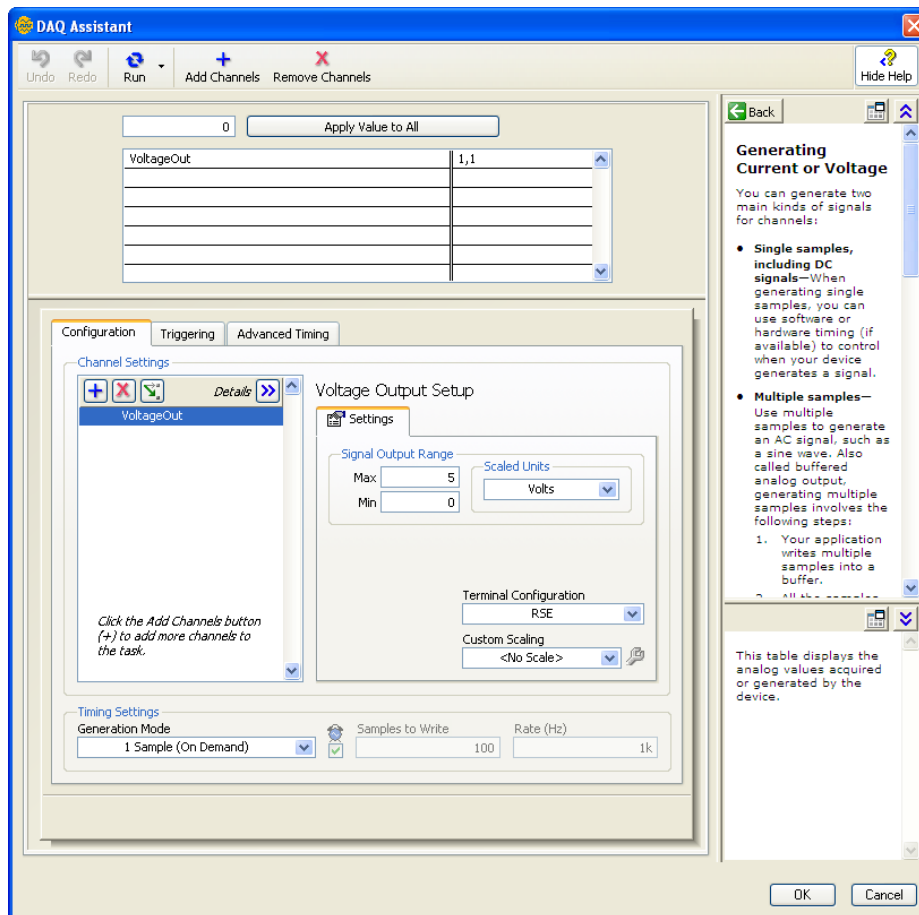 DAQ Assistant
Undo
Redo
Run
Add Channels
Remove Channels
Hide Help
0
Apply Value to All
VoltageOut
1,1
Configuration
Triggering
Advanced Timing
Channel Settings
Details
VoltageOut
Click the Add Channels button
(+) to add more channels to
the task.
Voltage Output Setup
Settings
Signal Output Range
Max
5
Min
0
Scaled Units
Volts
Terminal Configuration
RSE
Custom Scaling
<No Scale>
Timing Settings
Generation Mode
1 Sample (On Demand)
Samples to Write
100
Rate (Hz)
1k
Back
Generating
Current or Voltage
You can generate two
main kinds of signals
for channels:
• Single samples,
including DC
signals—When
generating single
samples, you can
use software or
hardware timing (if
available) to control
when your device
generates a signal.
• Multiple samples—
Use multiple
samples to generate
an AC signal, such as
a sine wave. Also
called buffered
analog output,
generating multiple
samples involves the
following steps:
1. Your application
writes multiple
samples into a
buffer.
2. All the samples
This table displays the
analog values acquired
or generated by the
device.
OK
Cancel